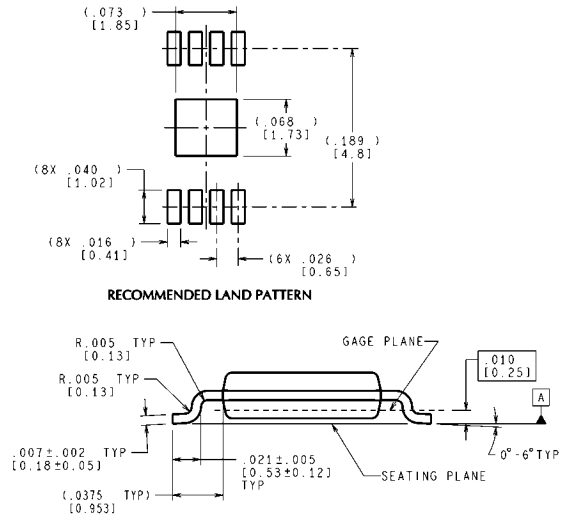 (.073 )
[1.85]
(.068 )
[1.73]
(.189 )
[4.8]
(8X .040 )
[1.02]
(8X .016 )
[0.41]
(6X .026 )
[0.65]
RECOMMENDED LAND PATTERN
R.005 TYP
[0.13]
GAGE PLANE
.010
[0.25]
R.005 TYP
[0.13]
A
.007±.002 TYP
[0.18±0.05]
.021±.005
[0.53±0.12]
TYP
0°-6° TYP
SEATING PLANE
(.0375 TYP)
[0.953]